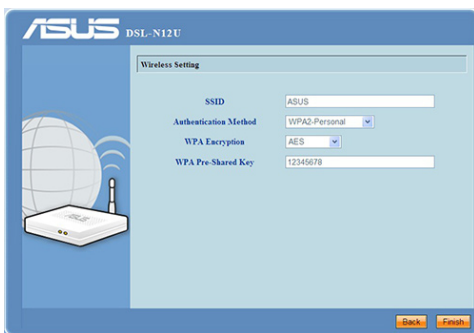 ASUS DSL-N12U
Wireless Setting
SSID ASUS
Authentication Method WPA2-Personal
WPA Encryption AES
WPA Pre-Shared Key 12345678
ASUS
Back Finish